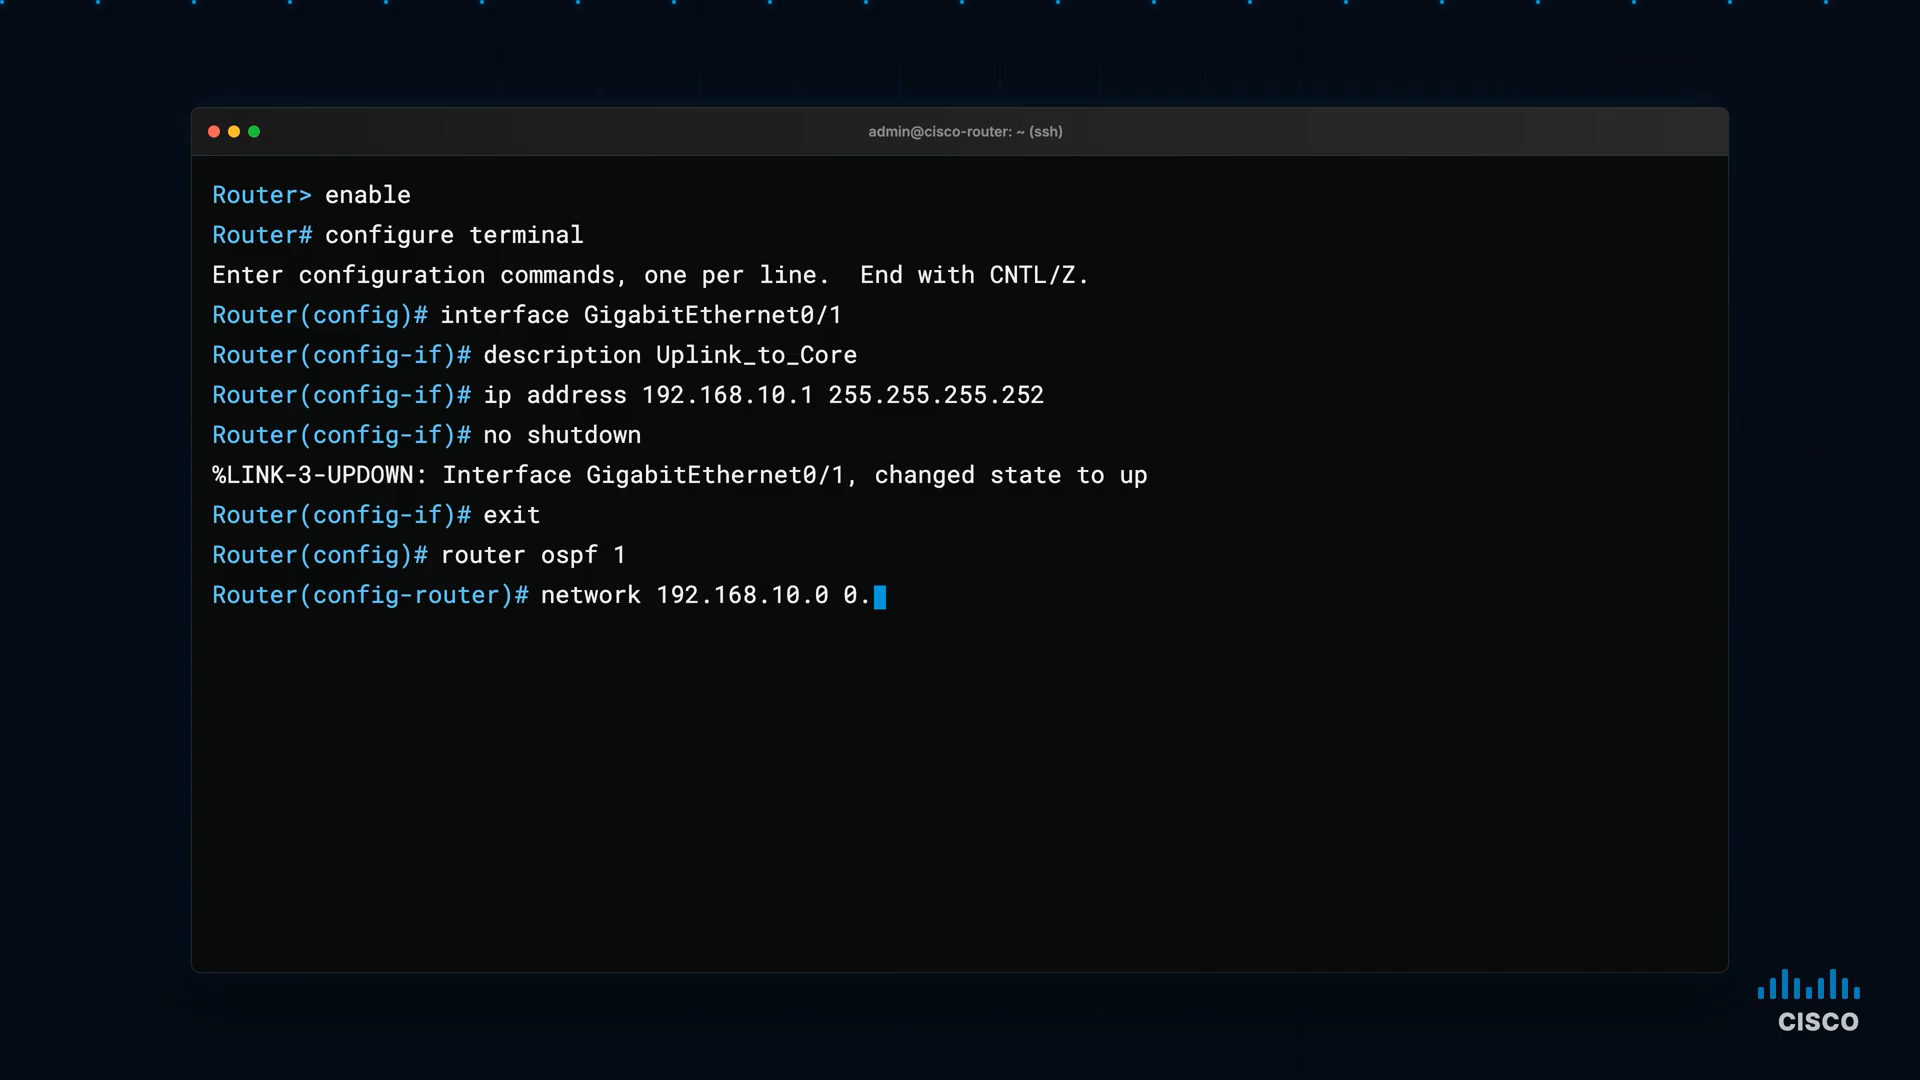 admin@cisco-router: ~ (ssh)
Router> enable
Router# configure terminal
Enter configuration commands, one per line.  End with CNTL/Z.
Router(config)# interface GigabitEthernet0/1
Router(config-if)# description Uplink_to_Core
Router(config-if)# ip address 192.168.10.1 255.255.255.252
Router(config-if)# no shutdown
%LINK-3-UPDOWN: Interface GigabitEthernet0/1, changed state to up
Router(config-if)# exit
Router(config)# router ospf 1
Router(config-router)# network 192.168.10.0 0.
CISCO